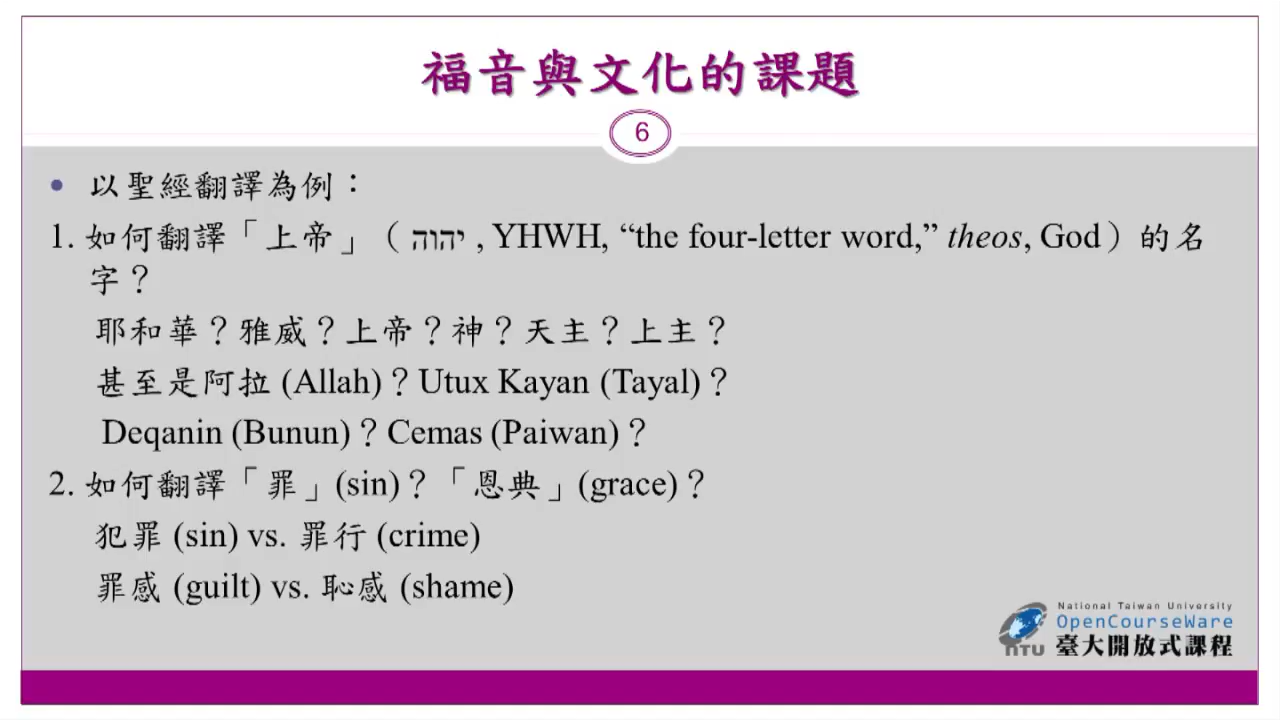 福音與文化的課題
6
• 以聖經翻譯為例：
1. 如何翻譯「上帝」（יהוה , YHWH, “the four-letter word,” theos, God）的名
字？
耶和華？雅威？上帝？神？天主？上主？
甚至是阿拉 (Allah)？Utux Kayan (Tayal)？
Deqanin (Bunun)？Cemas (Paiwan)？
2. 如何翻譯「罪」(sin)？「恩典」(grace)？
犯罪 (sin) vs. 罪行 (crime)
罪感 (guilt) vs. 恥感 (shame)
National Taiwan University
OpenCourseWare
NTU 臺大開放式課程